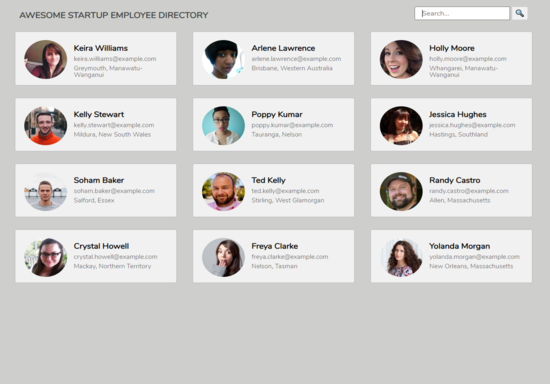 AWESOME STARTUP EMPLOYEE DIRECTORY
Search...
Keira Williams
keira.williams@example.com
Greymouth, Manawatu-
Wanganui
Arlene Lawrence
arlene.lawrence@example.com
Brisbane, Western Australia
Holly Moore
holly.moore@example.com
Whangarei, Manawatu-
Wanganui
Kelly Stewart
kelly.stewart@example.com
Mildura, New South Wales
Poppy Kumar
poppy.kumar@example.com
Tauranga, Nelson
Jessica Hughes
jessica.hughes@example.com
Hastings, Southland
Soham Baker
soham.baker@example.com
Salford, Essex
Ted Kelly
ted.kelly@example.com
Stirling, West Glamorgan
Randy Castro
randy.castro@example.com
Allen, Massachusetts
Crystal Howell
crystal.howell@example.com
Mackay, Northern Territory
Freya Clarke
freya.clarke@example.com
Nelson, Tasman
Yolanda Morgan
yolanda.morgan@example.com
New Orleans, Massachusetts